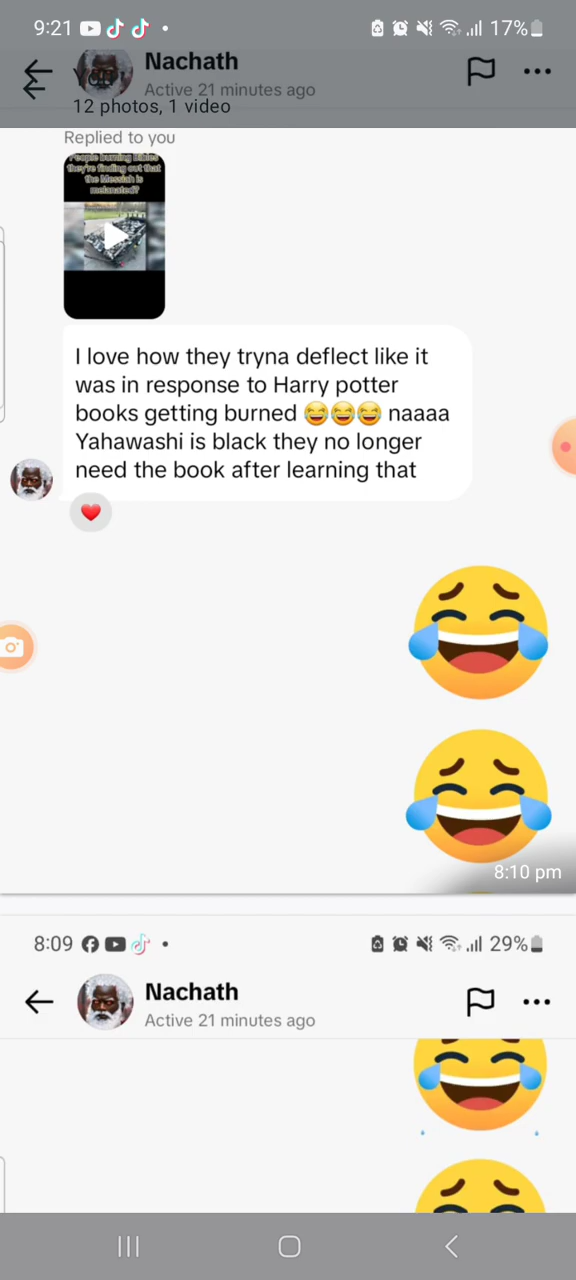 9:21
17%
Nachath
You
Active 21 minutes ago
12 photos, 1 video
Replied to you
People burning Bibles
they're finding out that
the Messiah is
melanated?
I love how they tryna deflect like it
was in response to Harry potter
books getting burned 😂😂😂 naaaa
Yahawashi is black they no longer
need the book after learning that
8:10 pm
8:09
29%
Nachath
Active 21 minutes ago